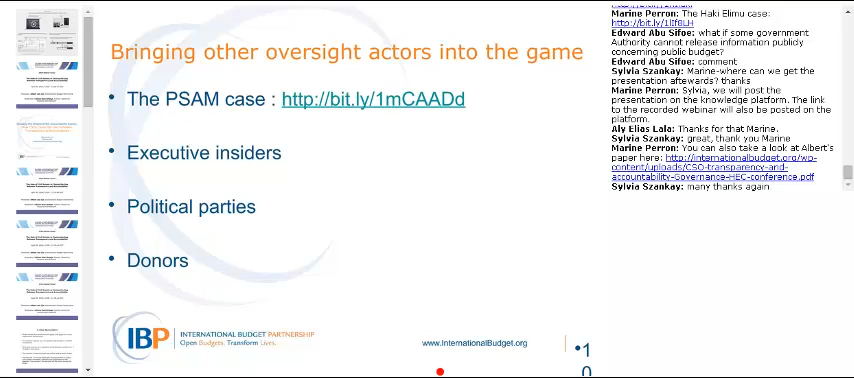 Bringing other oversight actors into the game
• The PSAM case : http://bit.ly/1mCAADd
• Executive insiders
• Political parties
• Donors
IBP
INTERNATIONAL BUDGET PARTNERSHIP
Open Budgets. Transform Lives.
www.InternationalBudget.org
•1
0
Marine Perron: The Haki Elimu case:
Edward Abu Sifoe: what if some government
Authority cannot release information publicly
concerning public budget?
Edward Abu Sifoe: comment
Sylvia Szankay: Marine-where can we get the
presentation aftewards? thanks
Marine Perron: Sylvia, we will post the
presentation on the knowledge platform. The link
to the recorded webinar will also be posted on the
platform.
Aly Elias Lala: Thanks for that Marine.
Sylvia Szankay: great, thank you Marine
Marine Perron: You can also take a look at Albert's
paper here: http://internationalbudget.org/wp-
content/uploads/CSO-transparency-and-
accountability-Governance-HEC-conference.pdf
Sylvia Szankay: many thanks again